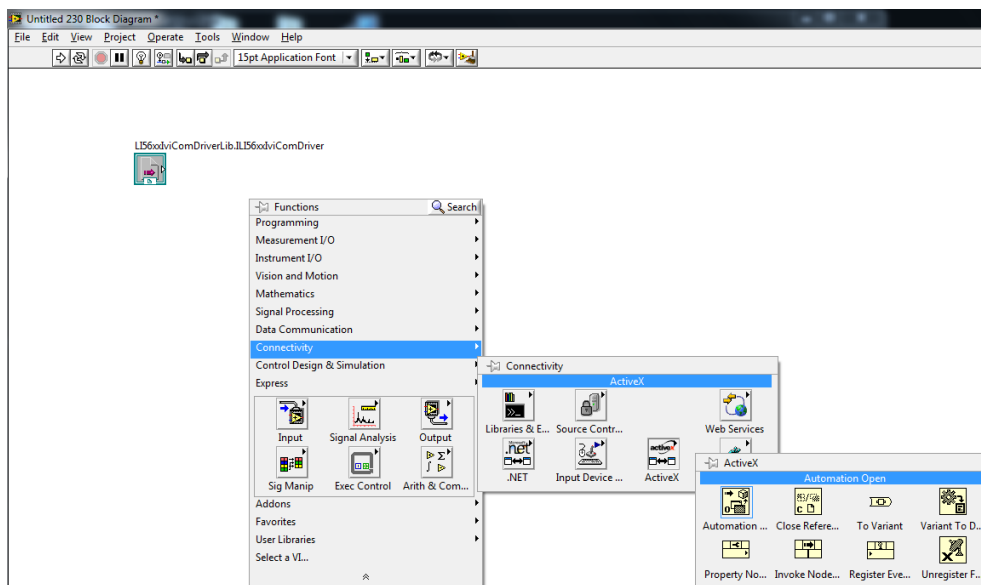 Untitled 230 Block Diagram *
File Edit View Project Operate Tools Window Help
15pt Application Font
LI56xxIviComDriverLib.ILI56xxIviComDriver
Functions Search
Programming
Measurement I/O
Instrument I/O
Vision and Motion
Mathematics
Signal Processing
Data Communication
Connectivity
Control Design & Simulation
Express
Input Signal Analysis Output
Sig Manip Exec Control Arith & Com...
Addons
Favorites
User Libraries
Select a VI...
Connectivity
ActiveX
Libraries & E... Source Contr... Web Services
.NET Input Device ... ActiveX
ActiveX
Automation Open
Automation ... Close Refere... To Variant Variant To D...
Property No... Invoke Node... Register Eve... Unregister F...